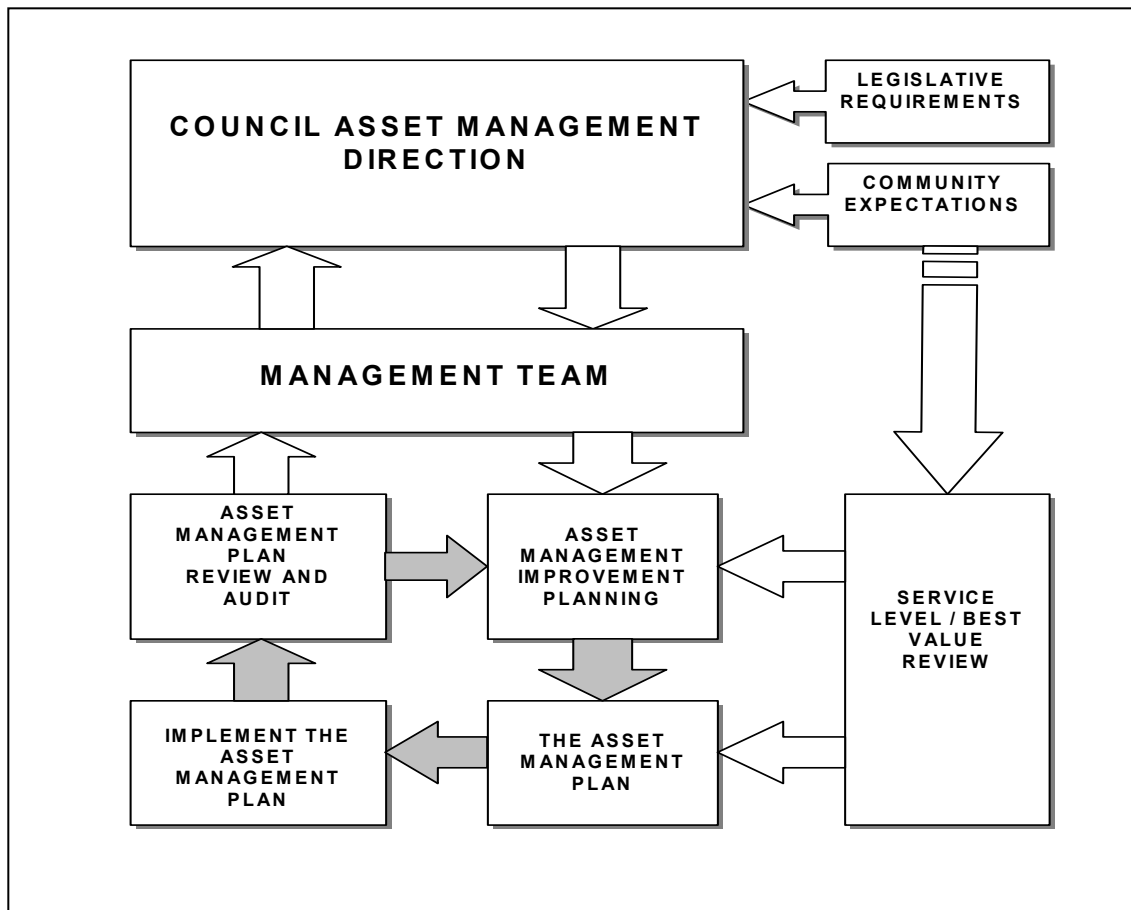 COUNCIL ASSET MANAGEMENT
DIRECTION
LEGISLATIVE
REQUIREMENTS
COMMUNITY
EXPECTATIONS
MANAGEMENT TEAM
ASSET
MANAGEMENT
PLAN
REVIEW AND
AUDIT
ASSET
MANAGEMENT
IMPROVEMENT
PLANNING
SERVICE
LEVEL / BEST
VALUE
REVIEW
IMPLEMENT THE
ASSET
MANAGEMENT
PLAN
THE ASSET
MANAGEMENT
PLAN